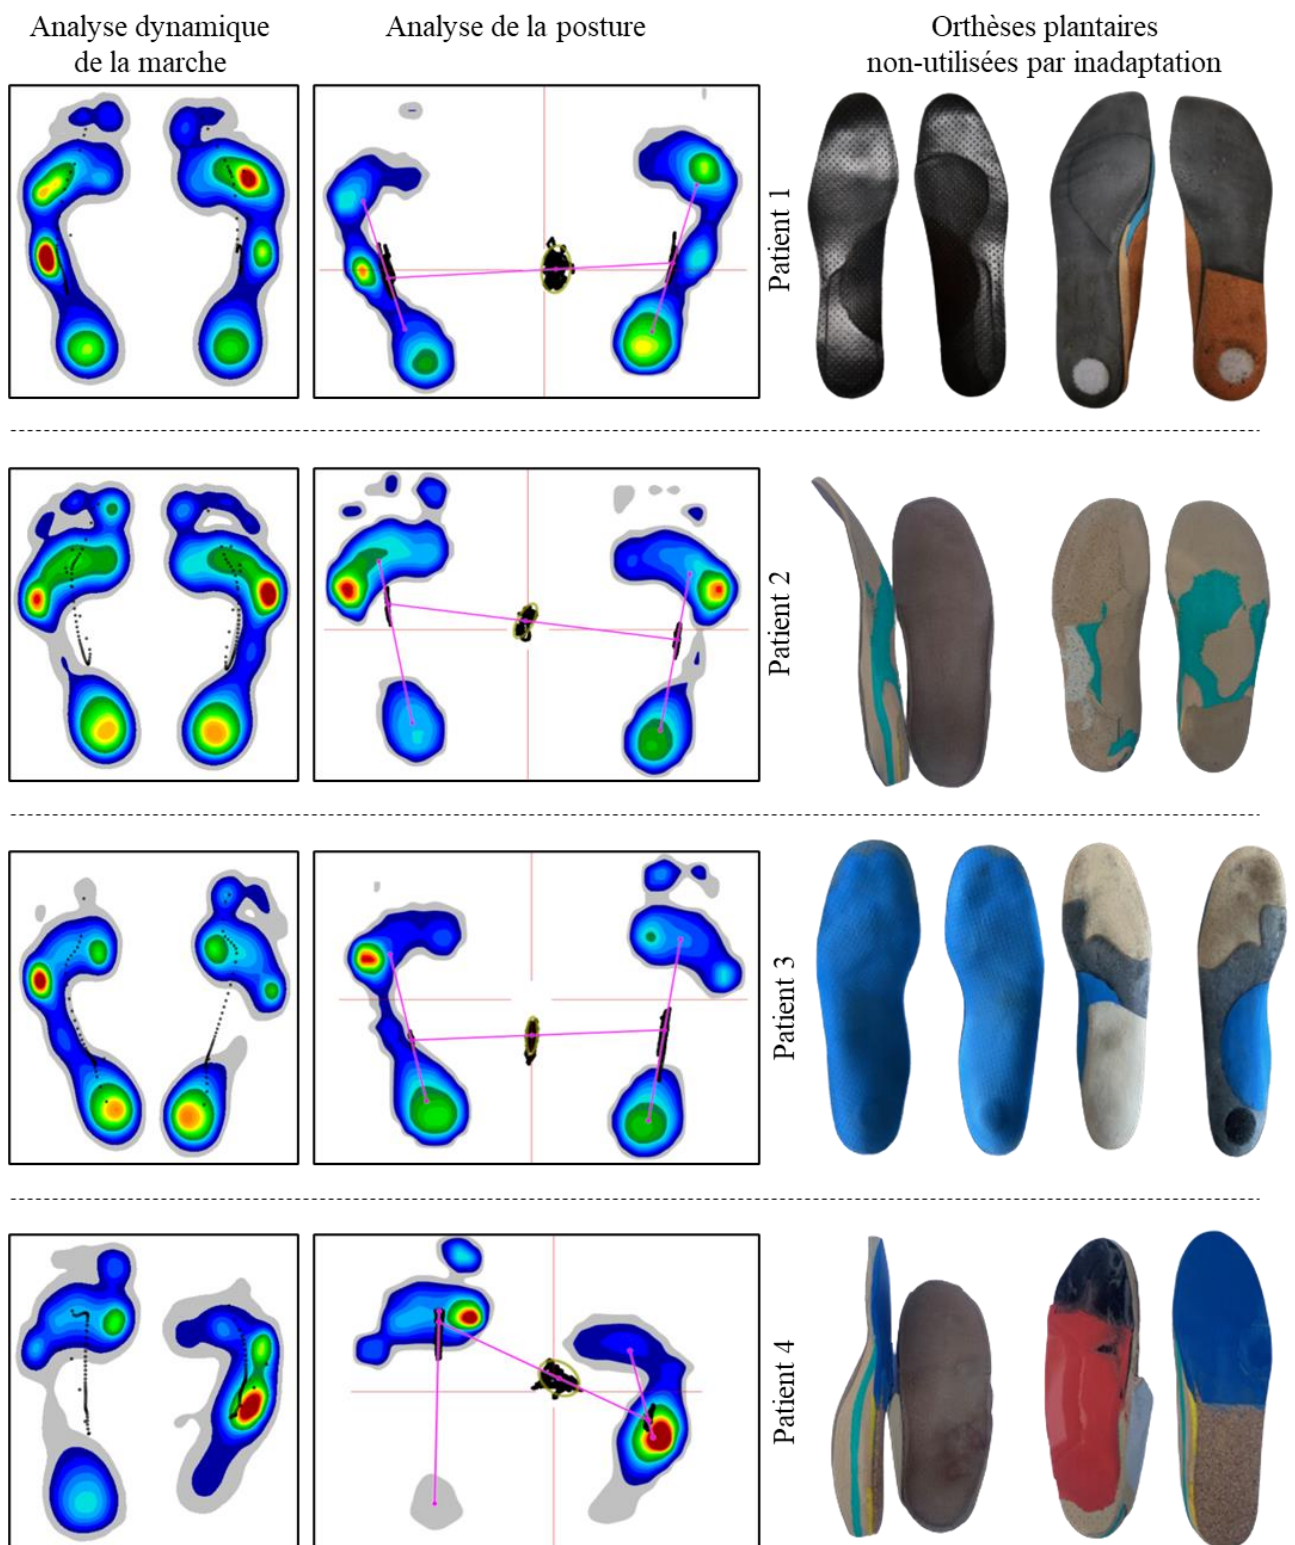 Analyse dynamique
de la marche
Analyse de la posture
Orthèses plantaires
non-utilisées par inadaptation
Patient 1
Patient 2
Patient 3
Patient 4